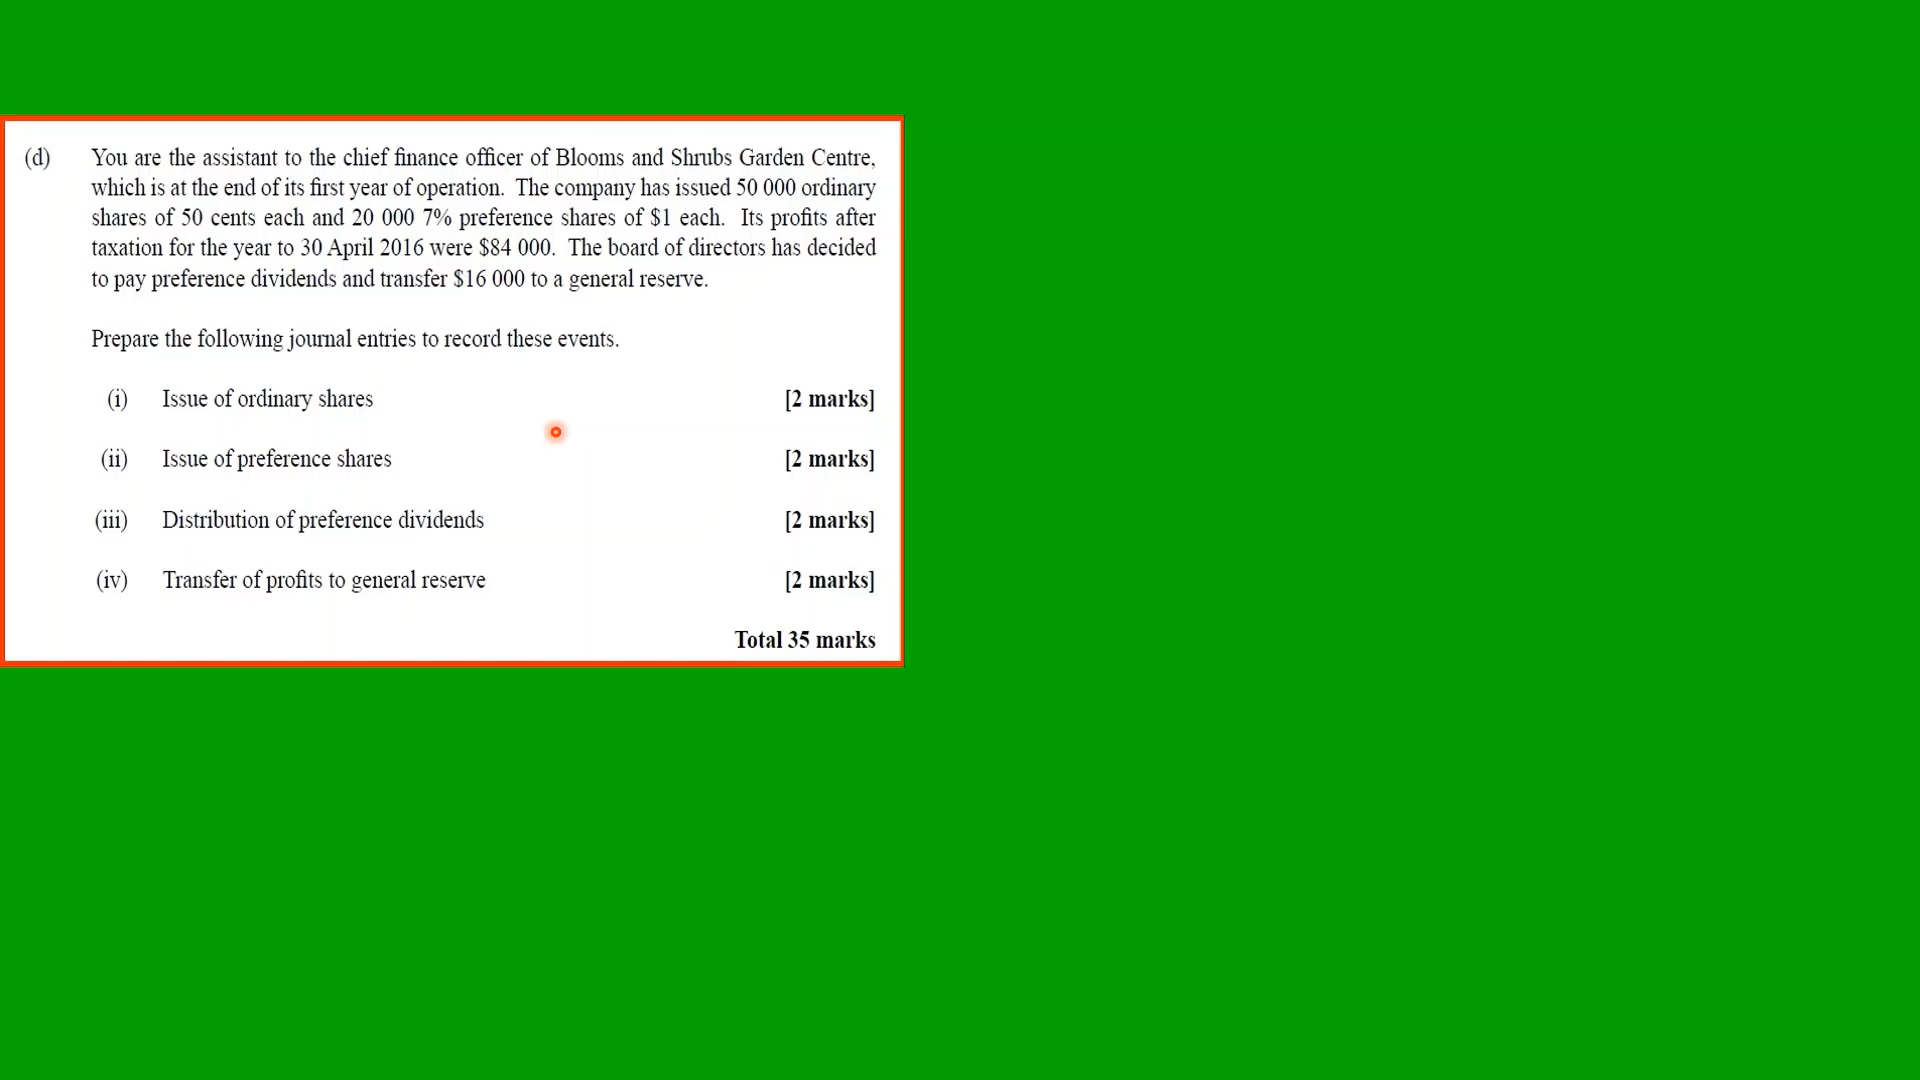 (d) You are the assistant to the chief finance officer of Blooms and Shrubs Garden Centre,
which is at the end of its first year of operation. The company has issued 50 000 ordinary
shares of 50 cents each and 20 000 7% preference shares of $1 each. Its profits after
taxation for the year to 30 April 2016 were $84 000. The board of directors has decided
to pay preference dividends and transfer $16 000 to a general reserve.
Prepare the following journal entries to record these events.
(i) Issue of ordinary shares [2 marks]
(ii) Issue of preference shares [2 marks]
(iii) Distribution of preference dividends [2 marks]
(iv) Transfer of profits to general reserve [2 marks]
Total 35 marks